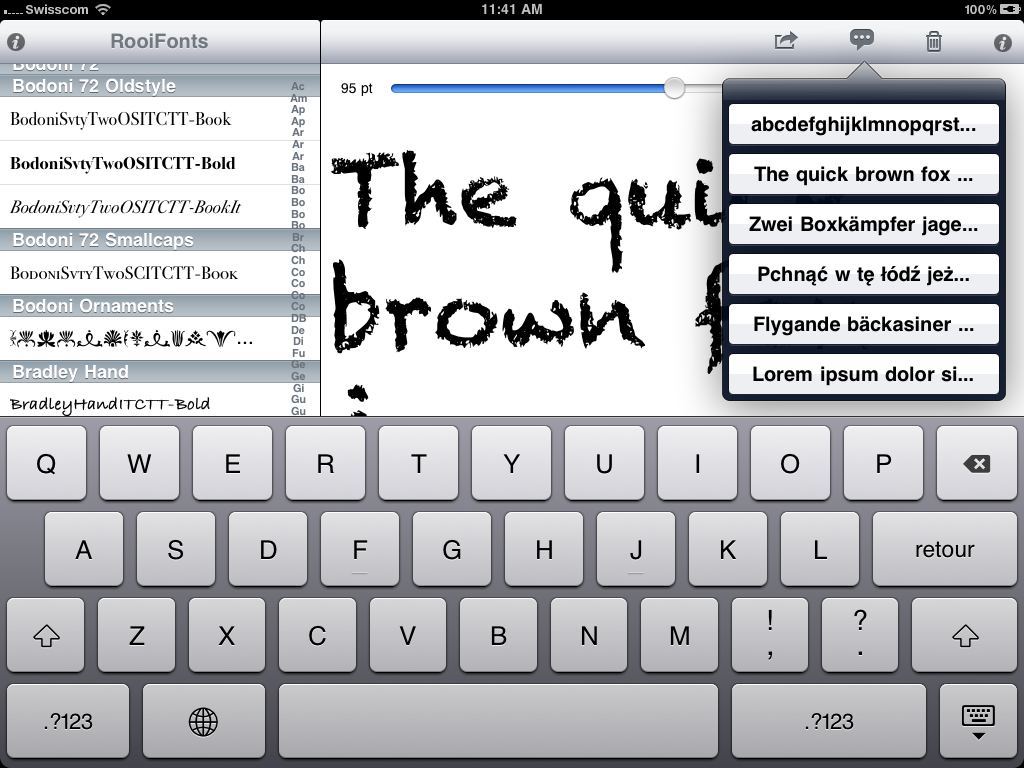 Swisscom 11:41 AM 100%
RooiFonts
Bodoni 72
Bodoni 72 Oldstyle
BodoniSvtyTwoOSITCTT-Book
BodoniSvtyTwoOSITCTT-Bold
BodoniSvtyTwoOSITCTT-BookIt
Bodoni 72 Smallcaps
BodoniSvtyTwoSCITCTT-Book
Bodoni Ornaments
...
Bradley Hand
BradleyHandITCTT-Bold
Ac
Am
Ap
Ap
Ar
Ar
Ar
Ba
Ba
Bo
Bo
Bo
Bo
Br
Ch
Ch
Co
Co
Co
Co
DB
De
Di
Fu
Ge
Ge
Gi
Gu
Gu
95 pt
The qui
brown f
abcdefghijklmnopqrst...
The quick brown fox ...
Zwei Boxkämpfer jage...
Pchnąć w tę łódź jeż...
Flygande bäckasiner ...
Lorem ipsum dolor si...
Q W E R T Y U I O P
A S D F G H J K L retour
Z X C V B N M ! , ? .
.?123 .?123